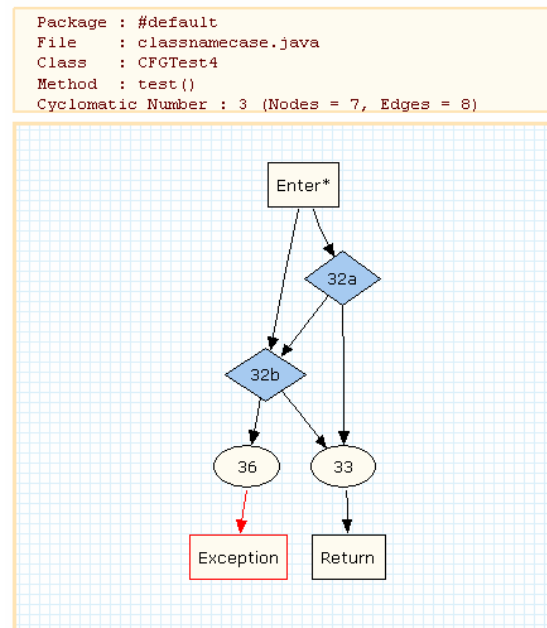 Package : #default
File : classnamecase.java
Class : CFGTest4
Method : test()
Cyclomatic Number : 3 (Nodes = 7, Edges = 8)
Enter*
32a
32b
36
33
Exception
Return